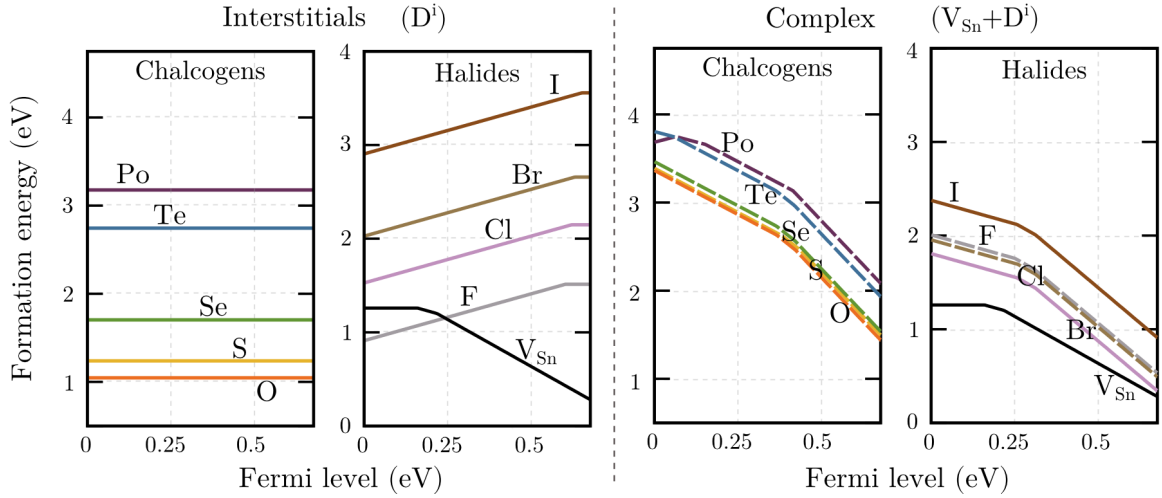 Interstitials (Dⁱ)
Complex (V_Sn+Dⁱ)
Formation energy (eV)
Chalcogens
4
3
2
1
Po
Te
Se
S
O
0
0.25
0.5
Halides
4
3
2
1
0
I
Br
Cl
F
V_Sn
0
0.25
0.5
Fermi level (eV)
Chalcogens
4
3
2
1
Po
Te
Se
S
O
0
0.25
0.5
Halides
4
3
2
1
0
I
F
Cl
Br
V_Sn
0
0.25
0.5
Fermi level (eV)